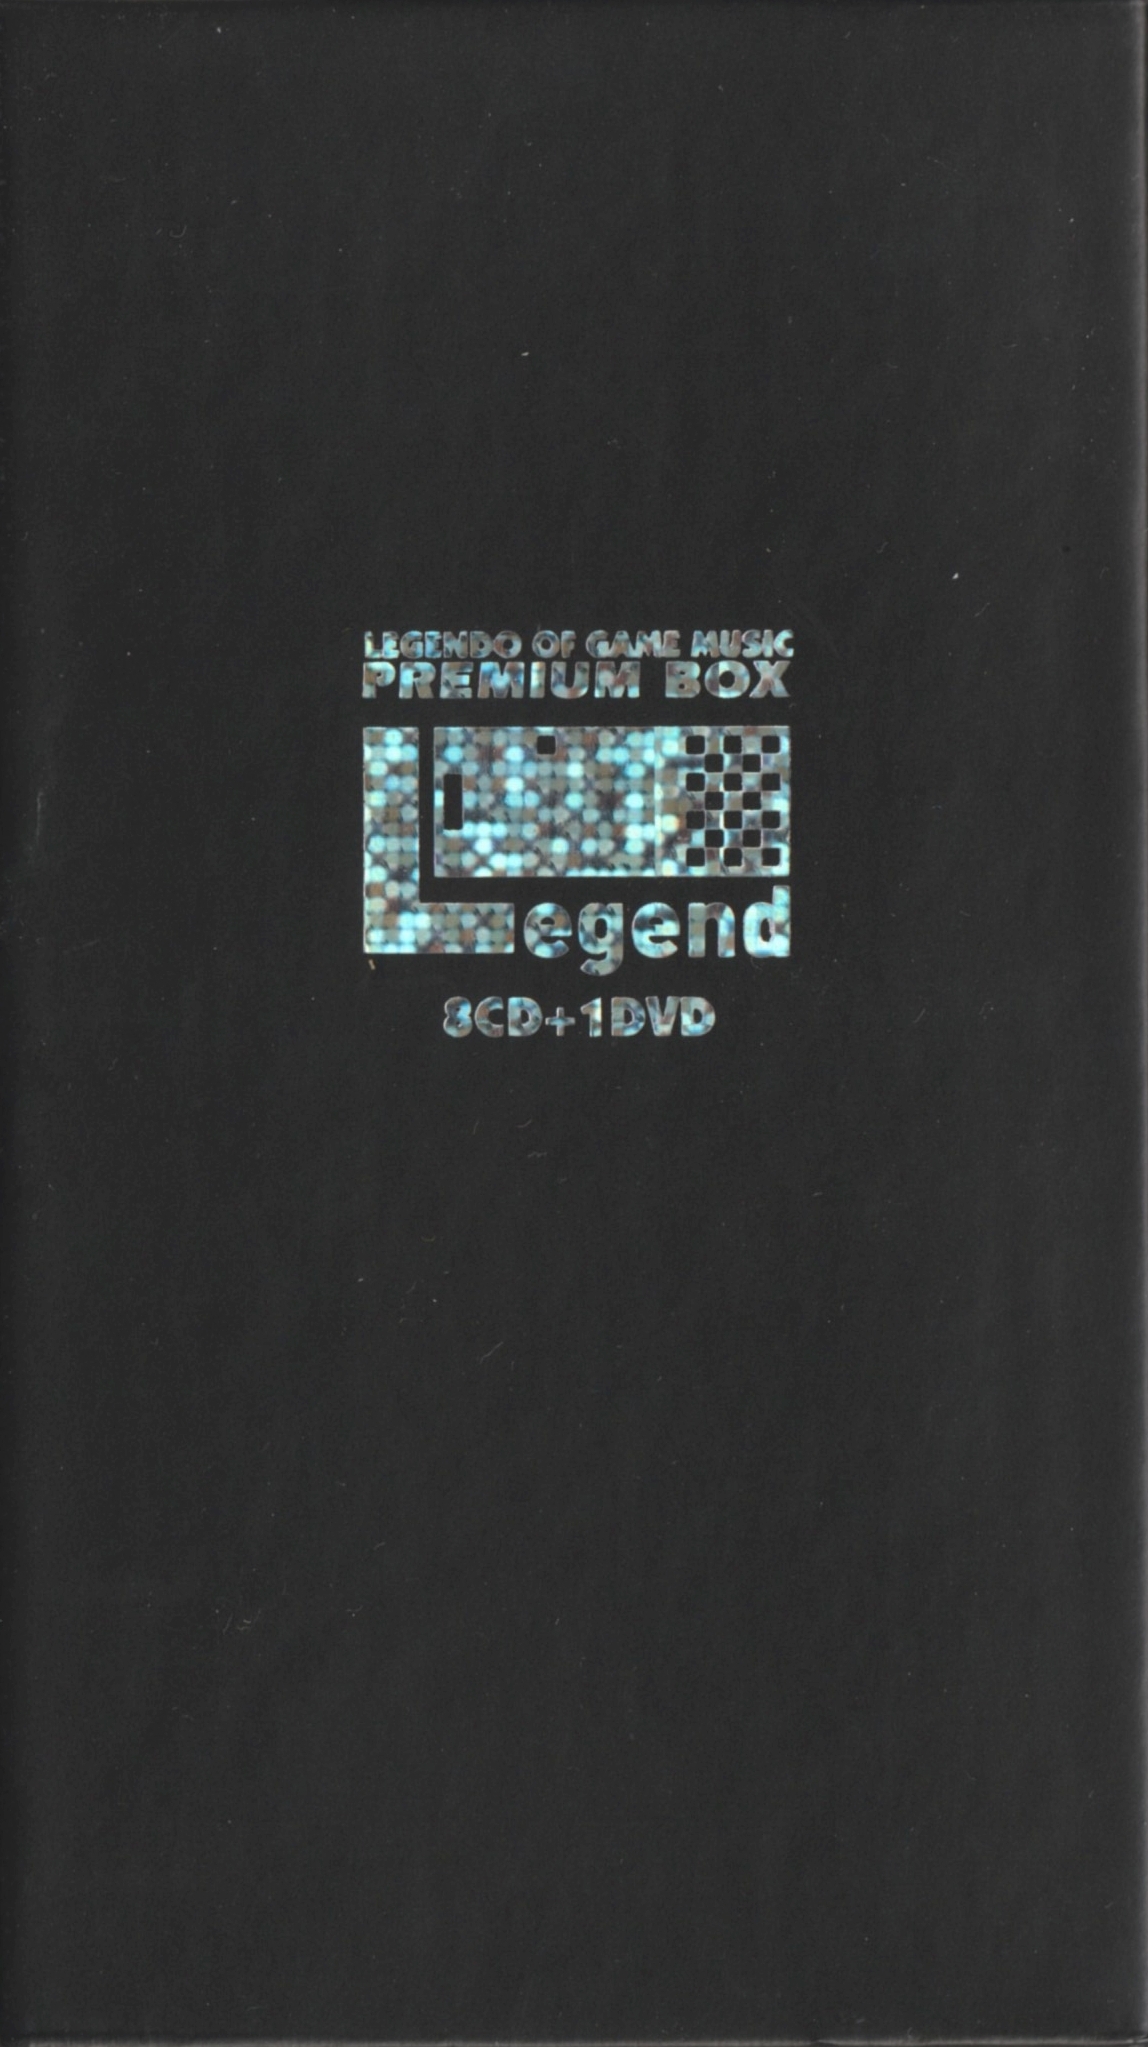 LEGENDO OF GAME MUSIC
PREMIUM BOX
Legend
8CD+1DVD